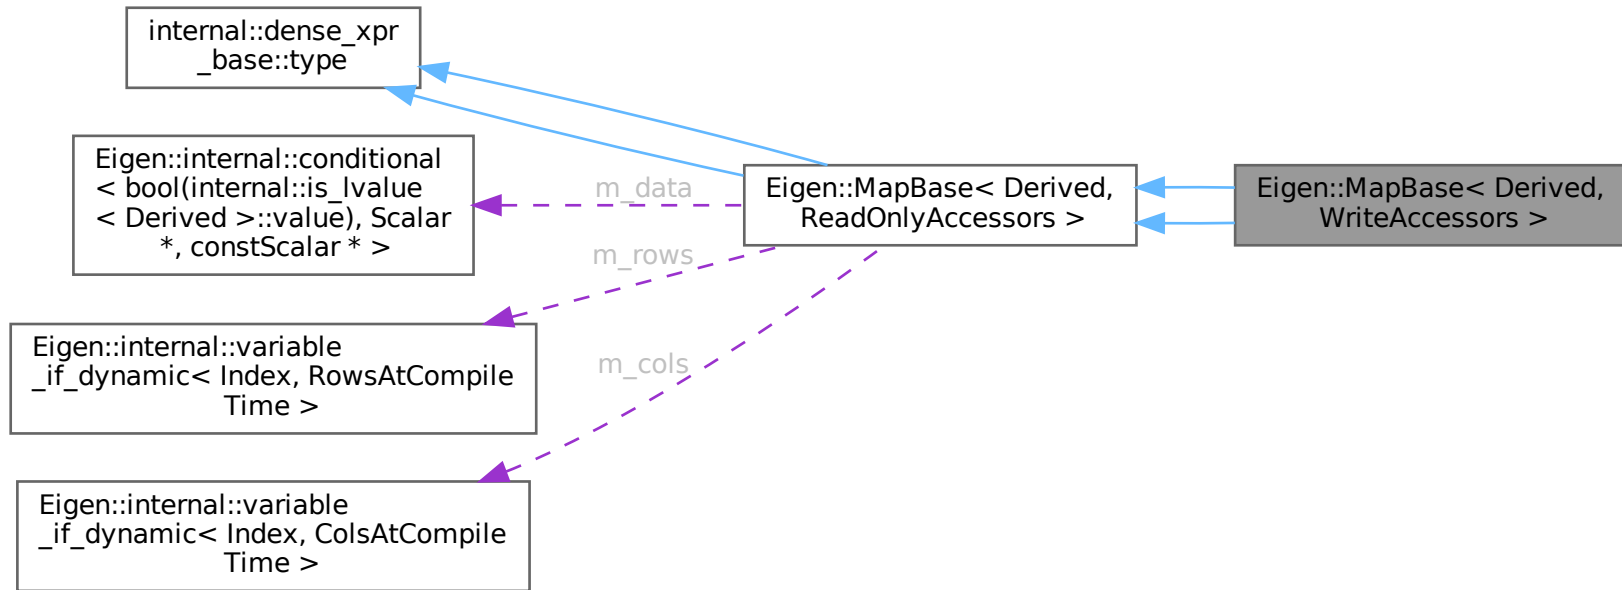 internal::dense_xpr
_base::type
Eigen::internal::conditional
< bool(internal::is_lvalue
< Derived >::value), Scalar
*, constScalar * >
Eigen::internal::variable
_if_dynamic< Index, RowsAtCompile
Time >
Eigen::internal::variable
_if_dynamic< Index, ColsAtCompile
Time >
m_data
m_rows
m_cols
Eigen::MapBase< Derived,
ReadOnlyAccessors >
Eigen::MapBase< Derived,
WriteAccessors >